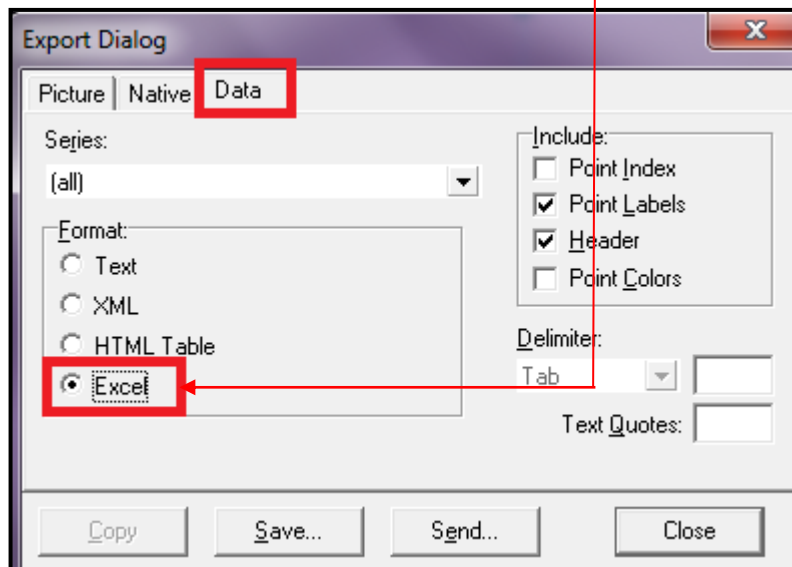 Export Dialog
Picture Native Data
Series:
(all)
Format:
Text
XML
HTML Table
Excel
Include:
Point Index
Point Labels
Header
Point Colors
Delimiter:
Tab
Text Quotes:
Copy Save... Send... Close